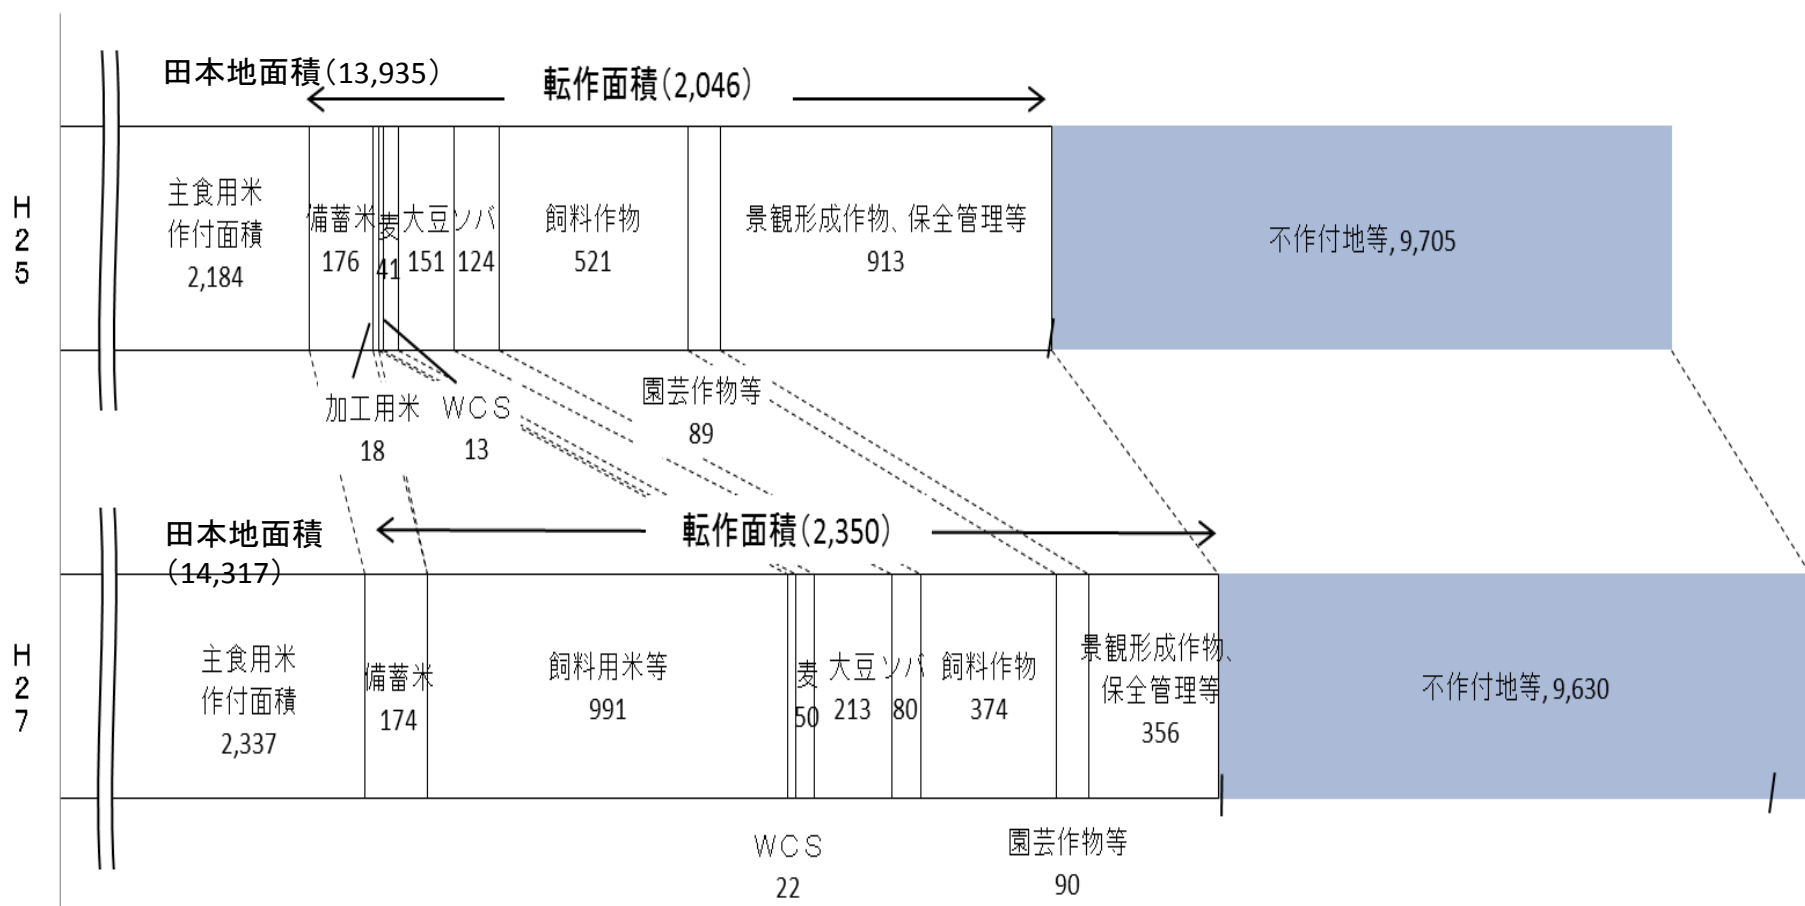 田本地面積(13,935)
転作面積(2,046)
H
2
5
主食用米
作付面積
2,184
備蓄米
176
麦
41
大豆
151
ソバ
124
飼料作物
521
景観形成作物、保全管理等
913
不作付地等, 9,705
加工用米
18
WCS
13
園芸作物等
89
田本地面積
(14,317)
転作面積(2,350)
H
2
7
主食用米
作付面積
2,337
備蓄米
174
飼料用米等
991
麦
50
大豆
213
ソバ
80
飼料作物
374
景観形成作物、
保全管理等
356
不作付地等, 9,630
WCS
22
園芸作物等
90